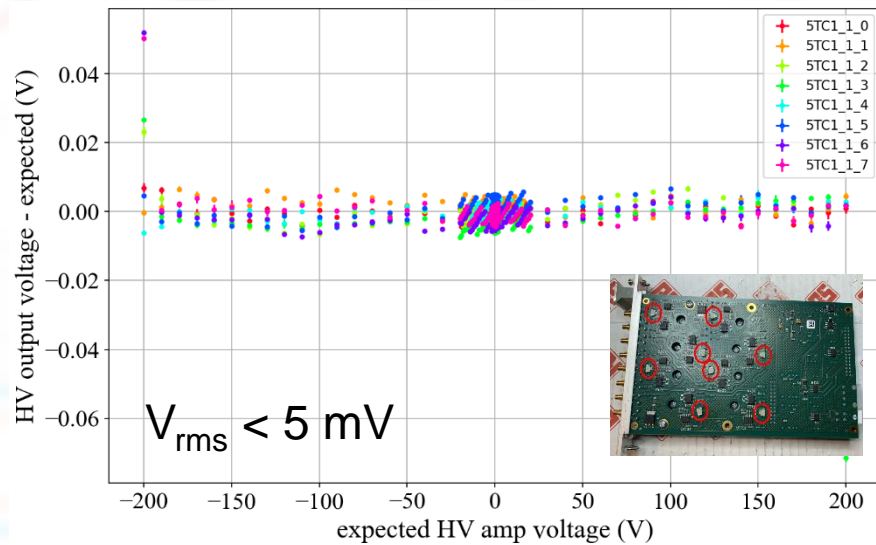 HV output voltage - expected (V)
0.04
0.02
0.00
−0.02
−0.04
−0.06
5TC1_1_0
5TC1_1_1
5TC1_1_2
5TC1_1_3
5TC1_1_4
5TC1_1_5
5TC1_1_6
5TC1_1_7
Vrms < 5 mV
−200 −150 −100 −50 0 50 100 150 200
expected HV amp voltage (V)